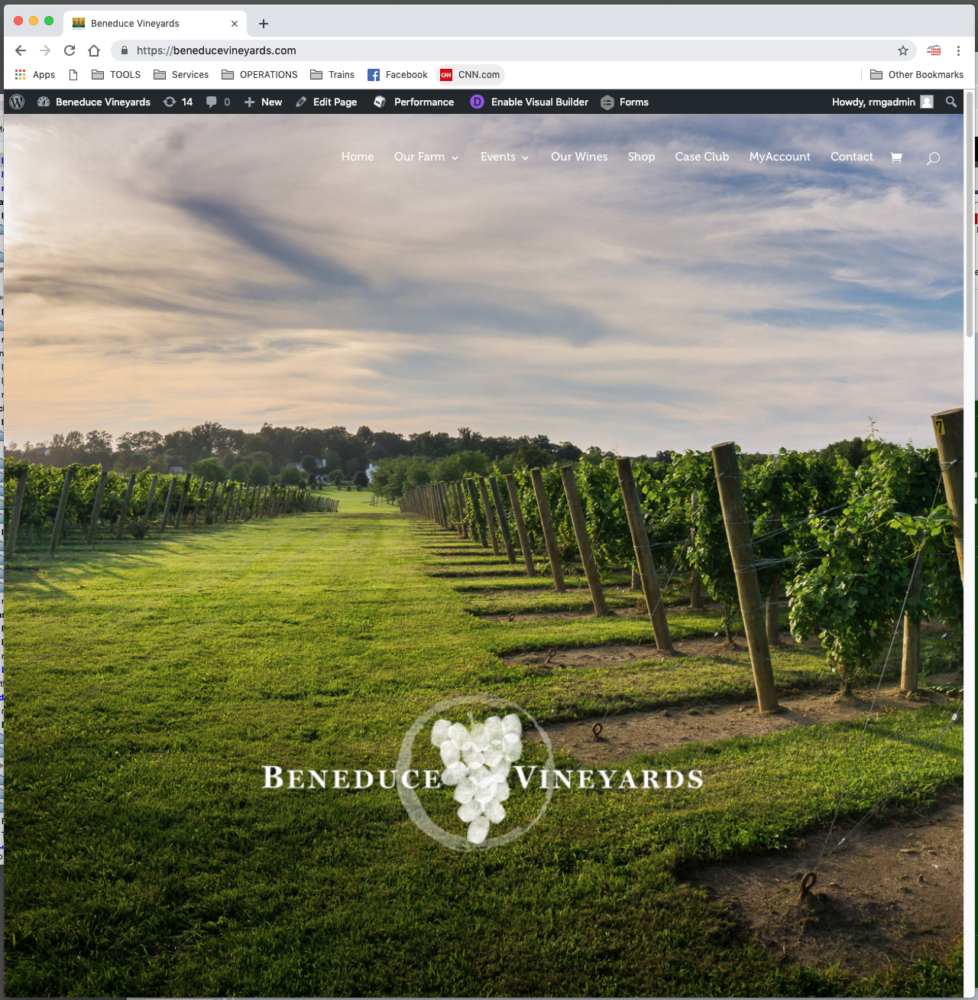 Beneduce Vineyards
https://beneducevineyards.com
Apps TOOLS Services OPERATIONS Trains Facebook CNN CNN.com Other Bookmarks
Beneduce Vineyards 14 0 New Edit Page Performance D Enable Visual Builder Forms Howdy, rmgadmin
Home Our Farm Events Our Wines Shop Case Club MyAccount Contact
7
BENEDUCE VINEYARDS